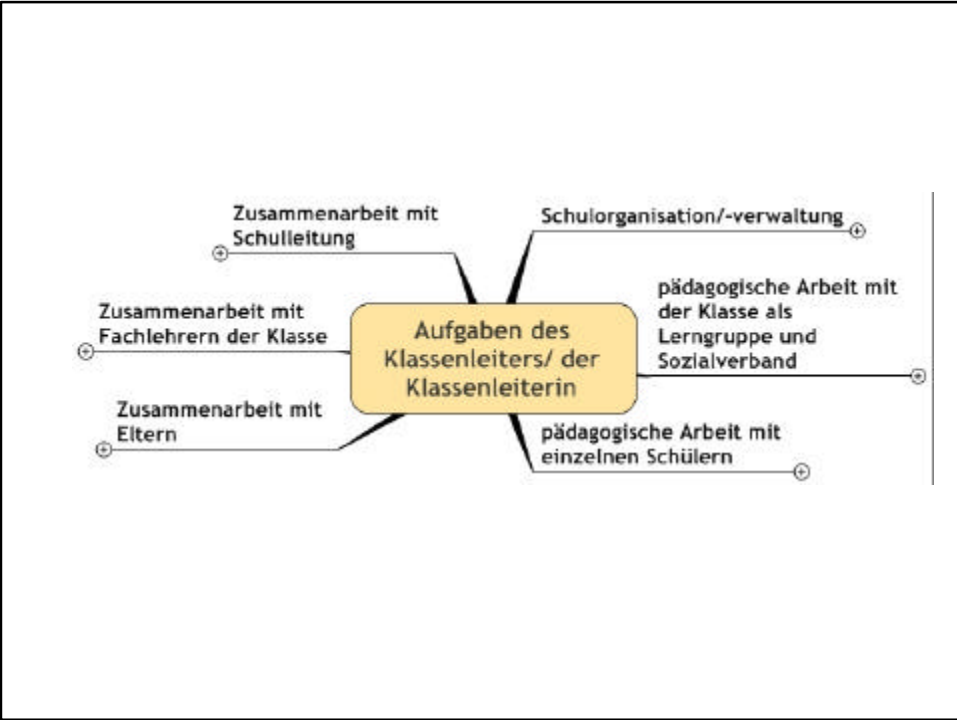 Zusammenarbeit mit
Schulleitung
Schulorganisation/-verwaltung
pädagogische Arbeit mit
der Klasse als
Lerngruppe und
Sozialverband
Zusammenarbeit mit
Fachlehrern der Klasse
Aufgaben des
Klassenleiters/ der
Klassenleiterin
Zusammenarbeit mit
Eltern
pädagogische Arbeit mit
einzelnen Schülern